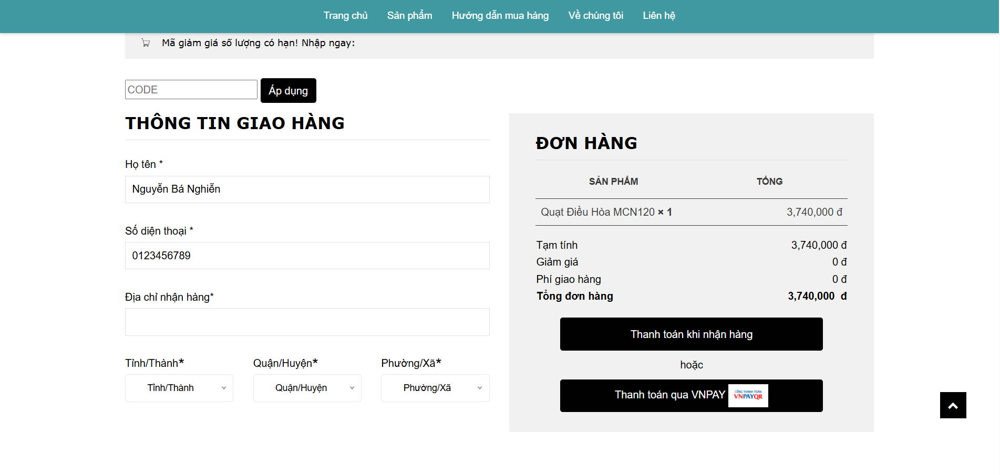 Trang chủ Sản phẩm Hướng dẫn mua hàng Về chúng tôi Liên hệ
Mã giảm giá số lượng có hạn! Nhập ngay:
CODE Áp dụng
THÔNG TIN GIAO HÀNG
Họ tên *
Nguyễn Bá Nghiễn
Số diện thoại *
0123456789
Địa chỉ nhận hàng*
Tỉnh/Thành* Quận/Huyện* Phường/Xã*
Tỉnh/Thành Quận/Huyện Phường/Xã
ĐƠN HÀNG
SẢN PHẨM TỔNG
Quạt Điều Hòa MCN120 × 1 3,740,000 đ
Tạm tính 3,740,000 đ
Giảm giá 0 đ
Phí giao hàng 0 đ
Tổng đơn hàng 3,740,000 đ
Thanh toán khi nhận hàng
hoặc
Thanh toán qua VNPAY CỔNG THANH TOÁN
VNPAYQR